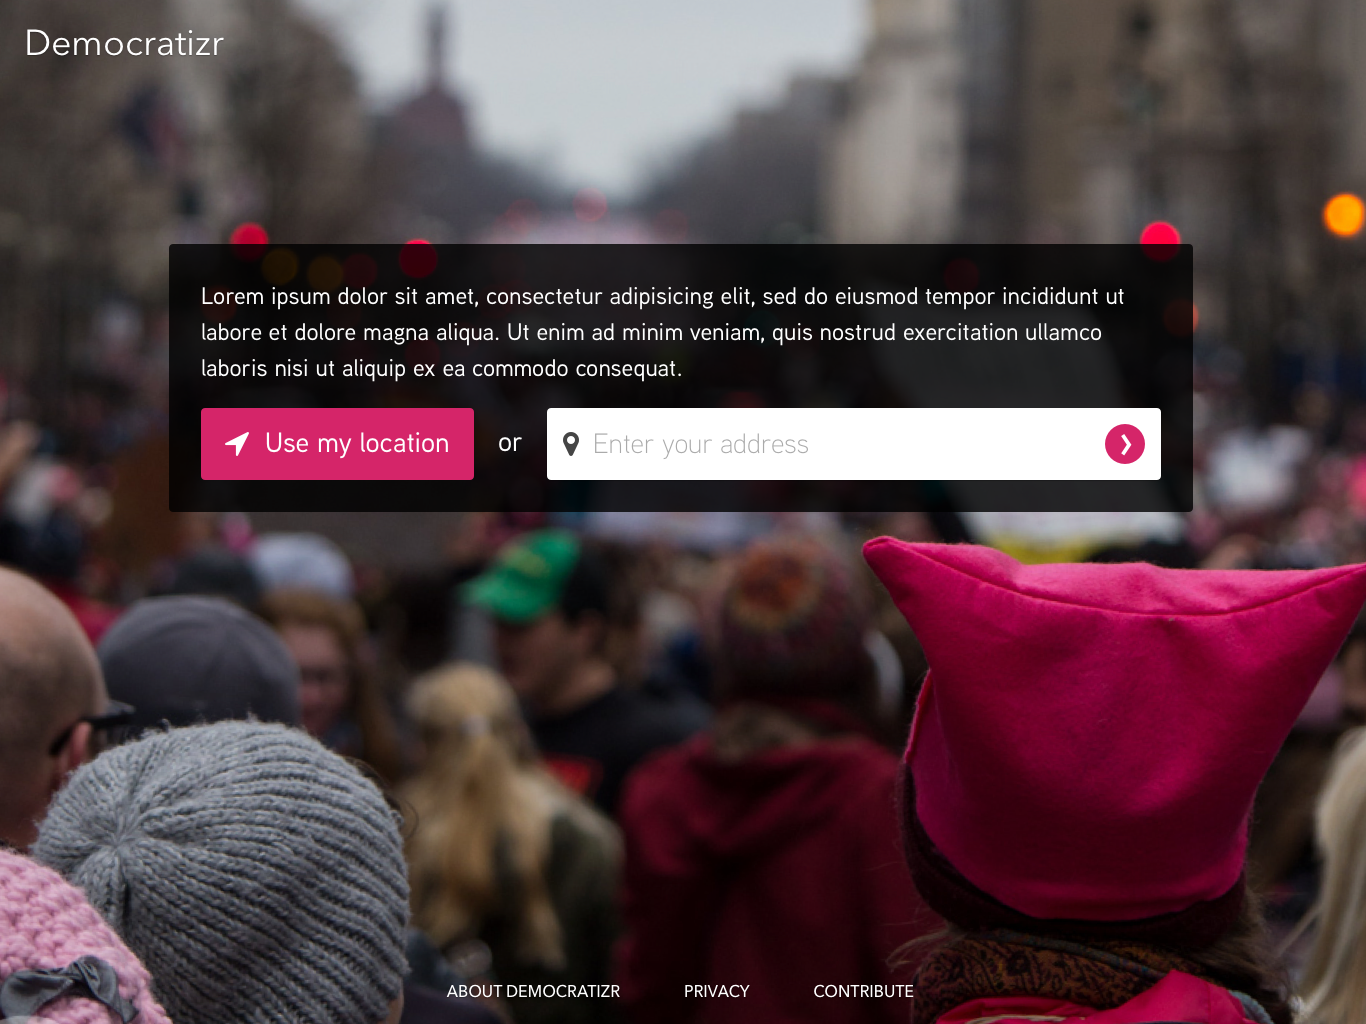 Democratizr
Lorem ipsum dolor sit amet, consectetur adipisicing elit, sed do eiusmod tempor incididunt ut
labore et dolore magna aliqua. Ut enim ad minim veniam, quis nostrud exercitation ullamco
laboris nisi ut aliquip ex ea commodo consequat.
Use my location or Enter your address
ABOUT DEMOCRATIZR PRIVACY CONTRIBUTE